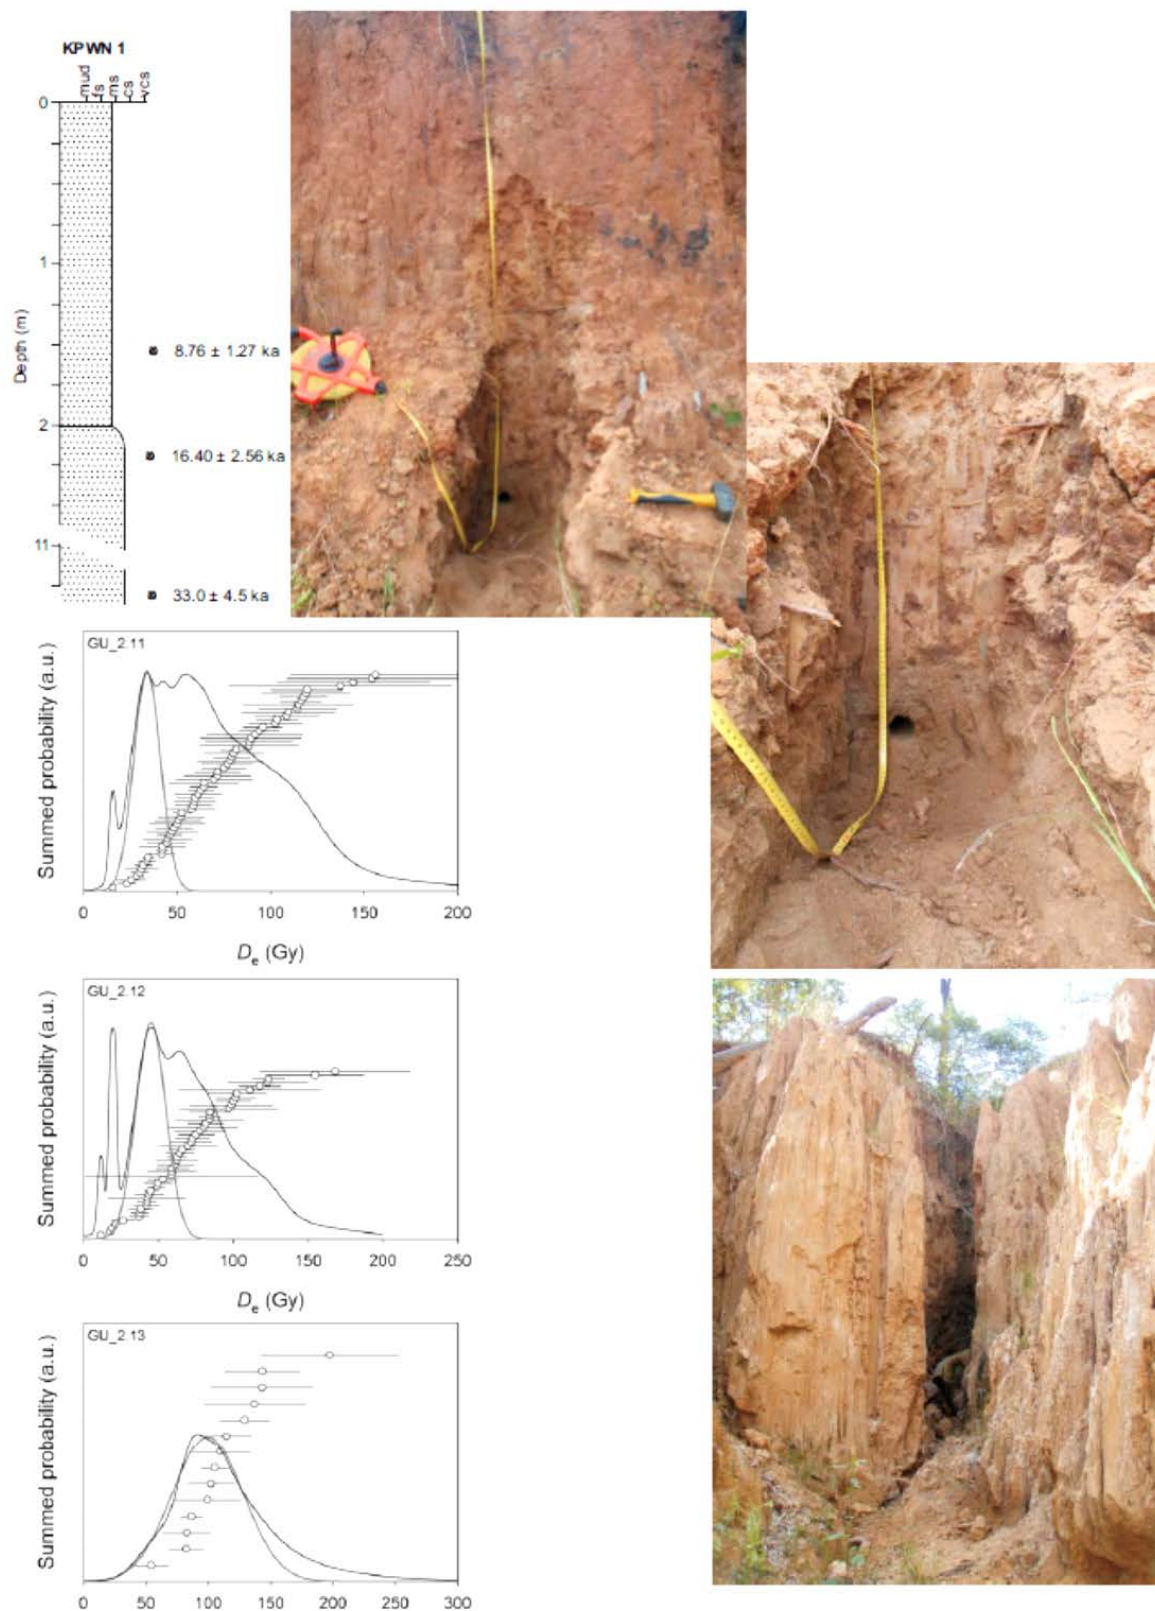 KPWN 1
mud
fs
ms
cs
vcs
0
1
8.76 ± 1.27 ka
Depth (m)
2
16.40 ± 2.56 ka
11
33.0 ± 4.5 ka
GU_2.11
Summed probability (a.u.)
0 50 100 150 200
De (Gy)
GU_2.12
Summed probability (a.u.)
0 50 100 150 200 250
De (Gy)
GU_2.13
Summed probability (a.u.)
0 50 100 150 200 300